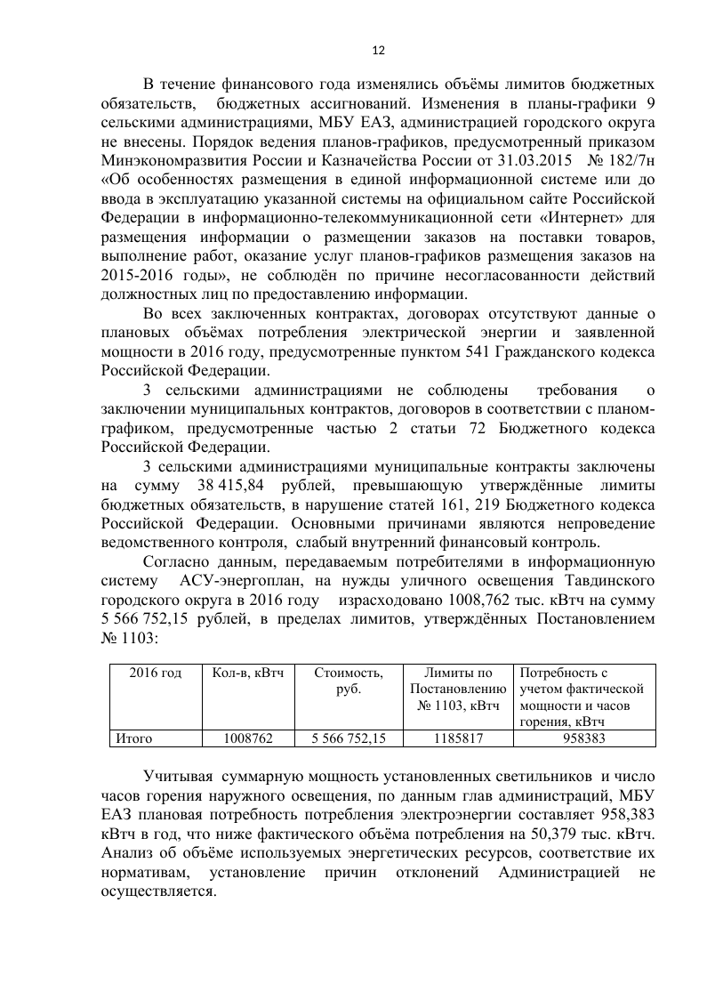 12
В течение финансового года изменялись объёмы лимитов бюджетных
обязательств, бюджетных ассигнований. Изменения в планы-графики 9
сельскими администрациями, МБУ ЕАЗ, администрацией городского округа
не внесены. Порядок ведения планов-графиков, предусмотренный приказом
Минэкономразвития России и Казначейства России от 31.03.2015 № 182/7н
«Об особенностях размещения в единой информационной системе или до
ввода в эксплуатацию указанной системы на официальном сайте Российской
Федерации в информационно-телекоммуникационной сети «Интернет» для
размещения информации о размещении заказов на поставки товаров,
выполнение работ, оказание услуг планов-графиков размещения заказов на
2015-2016 годы», не соблюдён по причине несогласованности действий
должностных лиц по предоставлению информации.
Во всех заключенных контрактах, договорах отсутствуют данные о
плановых объёмах потребления электрической энергии и заявленной
мощности в 2016 году, предусмотренные пунктом 541 Гражданского кодекса
Российской Федерации.
3 сельскими администрациями не соблюдены требования о
заключении муниципальных контрактов, договоров в соответствии с планом-
графиком, предусмотренные частью 2 статьи 72 Бюджетного кодекса
Российской Федерации.
3 сельскими администрациями муниципальные контракты заключены
на сумму 38 415,84 рублей, превышающую утверждённые лимиты
бюджетных обязательств, в нарушение статей 161, 219 Бюджетного кодекса
Российской Федерации. Основными причинами являются непроведение
ведомственного контроля, слабый внутренний финансовый контроль.
Согласно данным, передаваемым потребителями в информационную
систему АСУ-энергоплан, на нужды уличного освещения Тавдинского
городского округа в 2016 году израсходовано 1008,762 тыс. кВтч на сумму
5 566 752,15 рублей, в пределах лимитов, утверждённых Постановлением
№ 1103:
2016 год Кол-в, кВтч Стоимость, руб. Лимиты по Постановлению № 1103, кВтч Потребность с учетом фактической мощности и часов горения, кВтч
Итого 1008762 5 566 752,15 1185817 958383
Учитывая суммарную мощность установленных светильников и число
часов горения наружного освещения, по данным глав администраций, МБУ
ЕАЗ плановая потребность потребления электроэнергии составляет 958,383
кВтч в год, что ниже фактического объёма потребления на 50,379 тыс. кВтч.
Анализ об объёме используемых энергетических ресурсов, соответствие их
нормативам, установление причин отклонений Администрацией не
осуществляется.